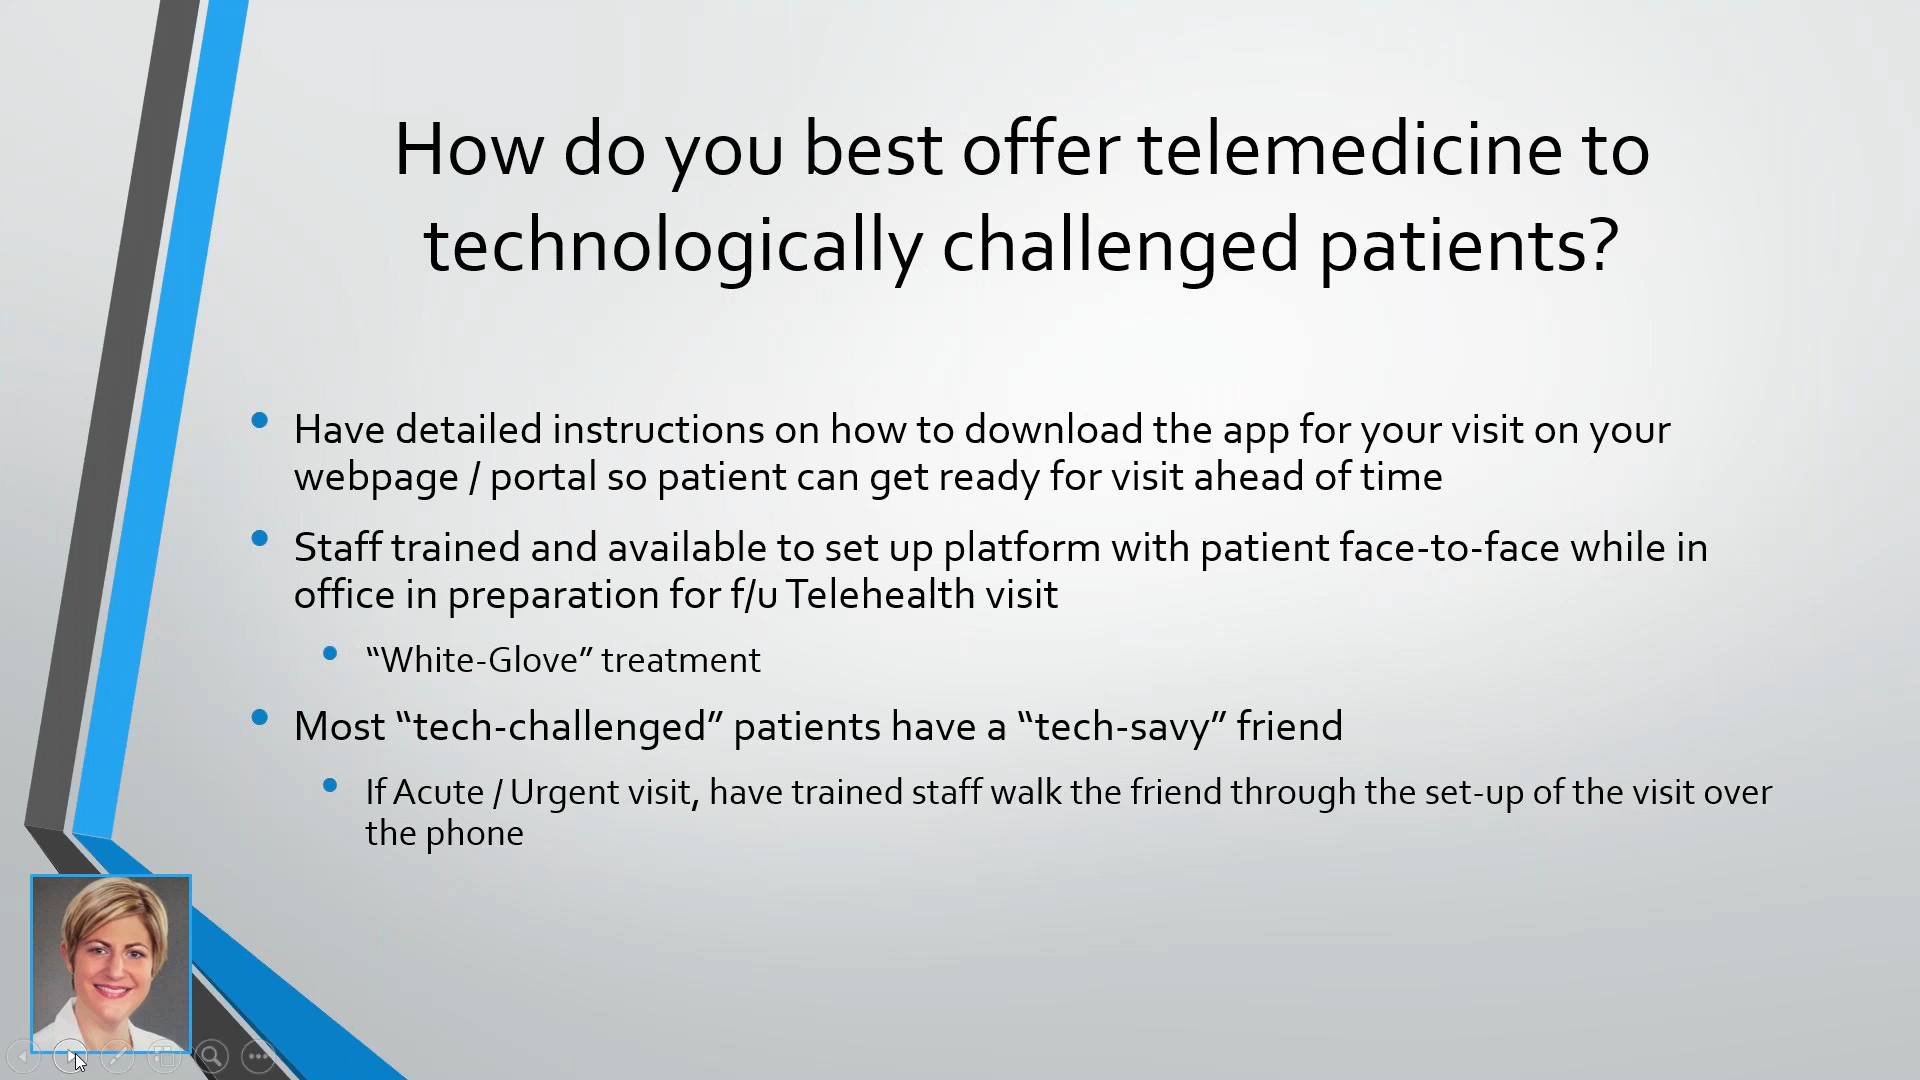 How do you best offer telemedicine to
technologically challenged patients?
• Have detailed instructions on how to download the app for your visit on your
webpage / portal so patient can get ready for visit ahead of time
• Staff trained and available to set up platform with patient face-to-face while in
office in preparation for f/u Telehealth visit
• “White-Glove” treatment
• Most “tech-challenged” patients have a “tech-savy” friend
• If Acute / Urgent visit, have trained staff walk the friend through the set-up of the visit over
the phone